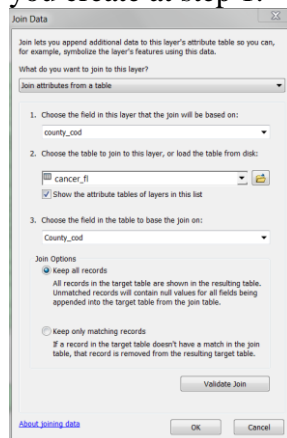 you create at step 1.
Join Data
Join lets you append additional data to this layer's attribute table so you can,
for example, symbolize the layer's features using this data.
What do you want to join to this layer?
Join attributes from a table
1. Choose the field in this layer that the join will be based on:
county_cod
2. Choose the table to join to this layer, or load the table from disk:
cancer_fl
Show the attribute tables of layers in this list
3. Choose the field in the table to base the join on:
County_cod
Join Options
Keep all records
All records in the target table are shown in the resulting table.
Unmatched records will contain null values for all fields being
appended into the target table from the join table.
Keep only matching records
If a record in the target table doesn't have a match in the join
table, that record is removed from the resulting target table.
Validate Join
About joining data
OK
Cancel